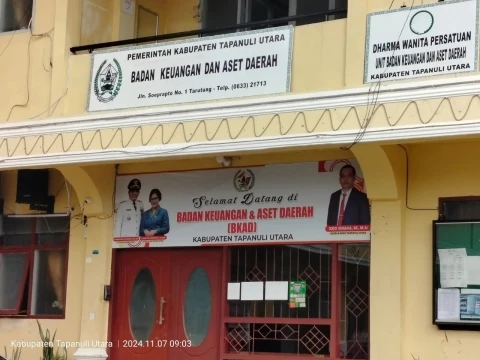 PEMERINTAH KABUPATEN TAPANULI UTARA
BADAN KEUANGAN DAN ASET DAERAH
Jln. Soeprapto No. 1 Tarutung - Telp. (0633) 21713
DHARMA WANITA PERSATUAN
UNIT BADAN KEUANGAN DAN ASET DAERAH
KABUPATEN TAPANULI UTARA
Selamat Datang di
BADAN KEUANGAN & ASET DAERAH
(BKAD)
KABUPATEN TAPANULI UTARA
Kabupaten Tapanuli Utara | 2024.11.07 09:03